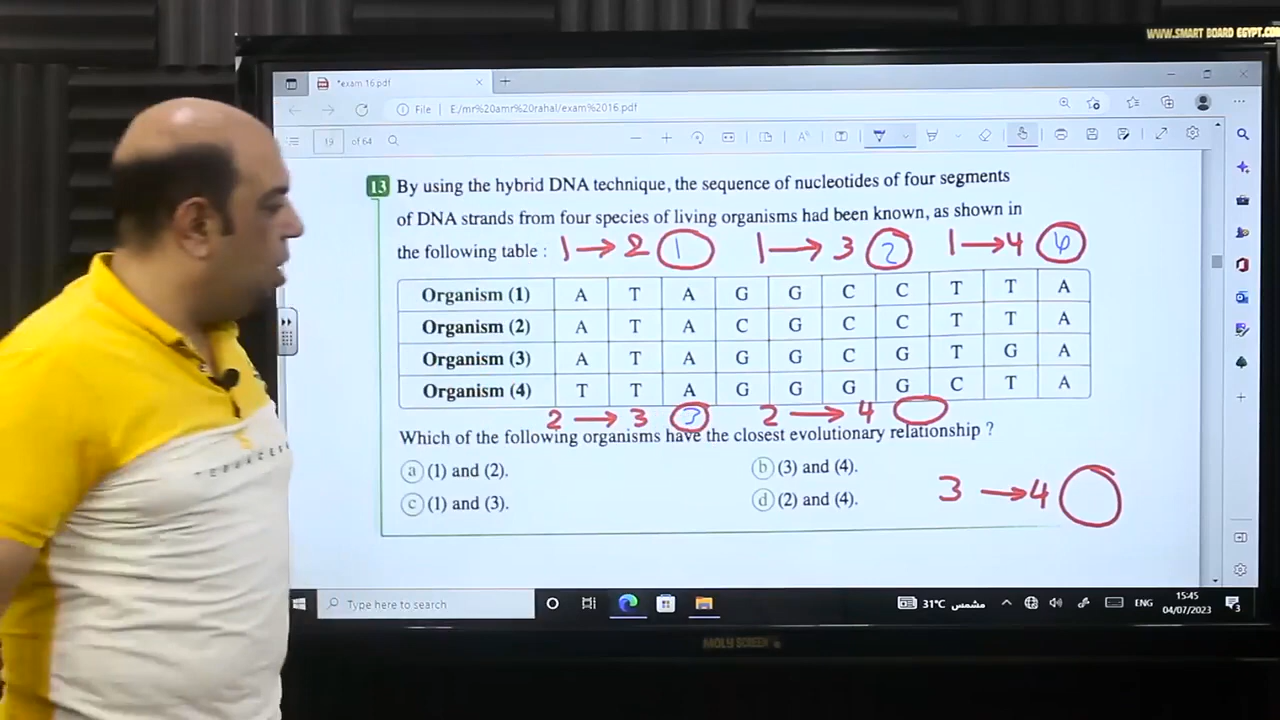 WWW.SMART BOARD EGYPT.COM
*exam 16.pdf
File E:/mr%20amr%20rahal/exam%2016.pdf
19 of 64
13 By using the hybrid DNA technique, the sequence of nucleotides of four segments
of DNA strands from four species of living organisms had been known, as shown in
the following table : 1 → 2 1 1 → 3 2 1 → 4 4
Organism (1) A T A G G C C T T A
Organism (2) A T A C G C C T T A
Organism (3) A T A G G C G T G A
Organism (4) T T A G G G G C T A
2 → 3 3 2 → 4
Which of the following organisms have the closest evolutionary relationship ?
a (1) and (2). b (3) and (4).
3 → 4
c (1) and (3). d (2) and (4).
Type here to search
31°C مشمس ENG 15:45
04/07/2023 3
MOLY SCREEN